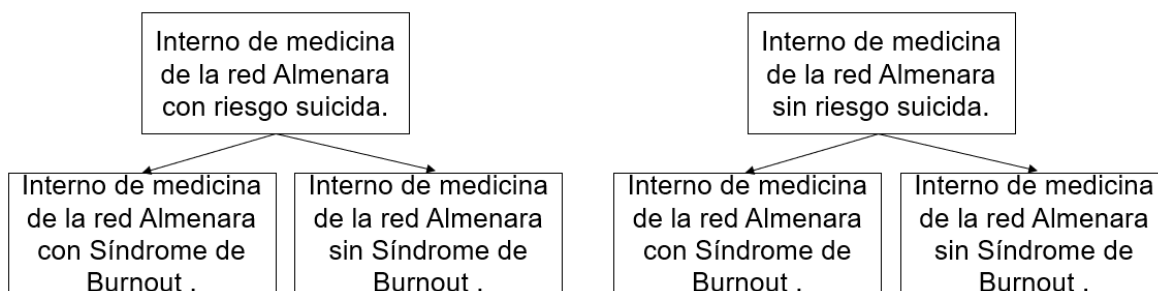 Interno de medicina
de la red Almenara
con riesgo suicida.
Interno de medicina
de la red Almenara
sin riesgo suicida.
Interno de medicina
de la red Almenara
con Síndrome de
Burnout .
Interno de medicina
de la red Almenara
sin Síndrome de
Burnout .
Interno de medicina
de la red Almenara
con Síndrome de
Burnout .
Interno de medicina
de la red Almenara
sin Síndrome de
Burnout .